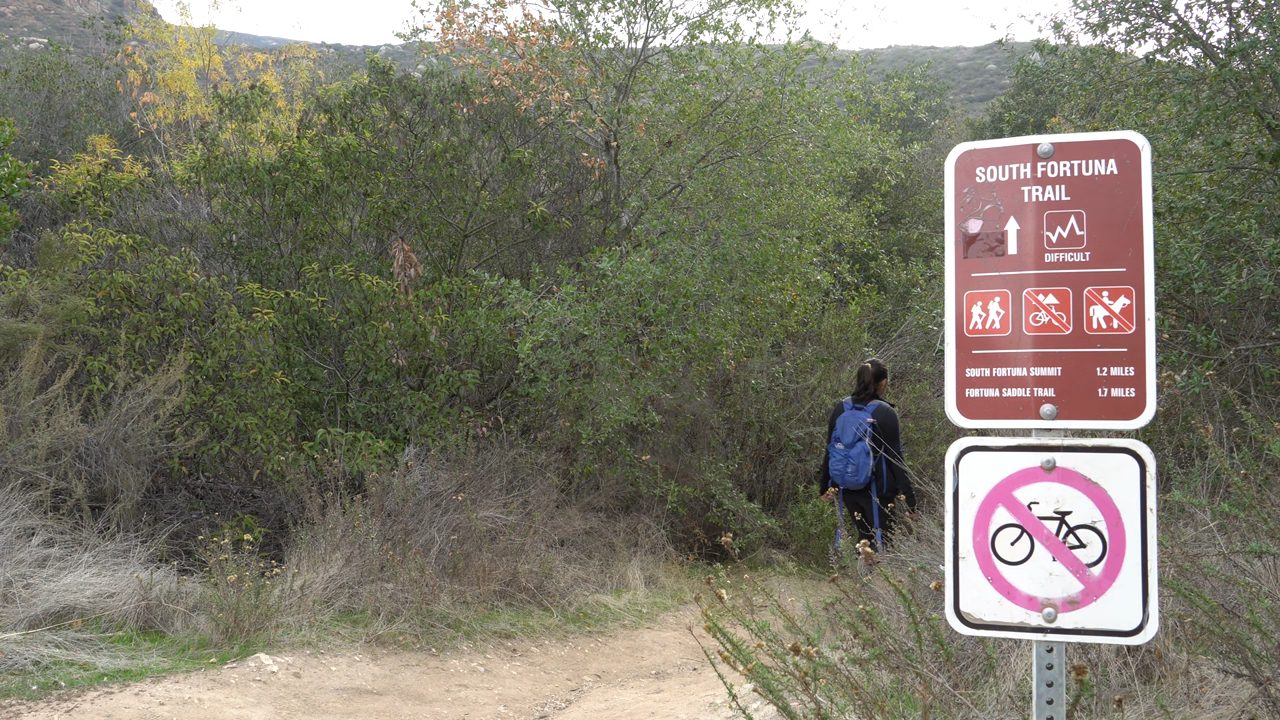 SOUTH FORTUNA
TRAIL
DIFFICULT
SOUTH FORTUNA SUMMIT 1.2 MILES
FORTUNA SADDLE TRAIL 1.7 MILES